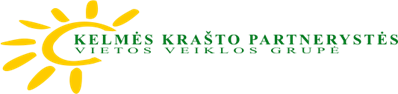 KELMĖS KRAŠTO PARTNERYSTĖS
VIETOS VEIKLOS GRUPĖ